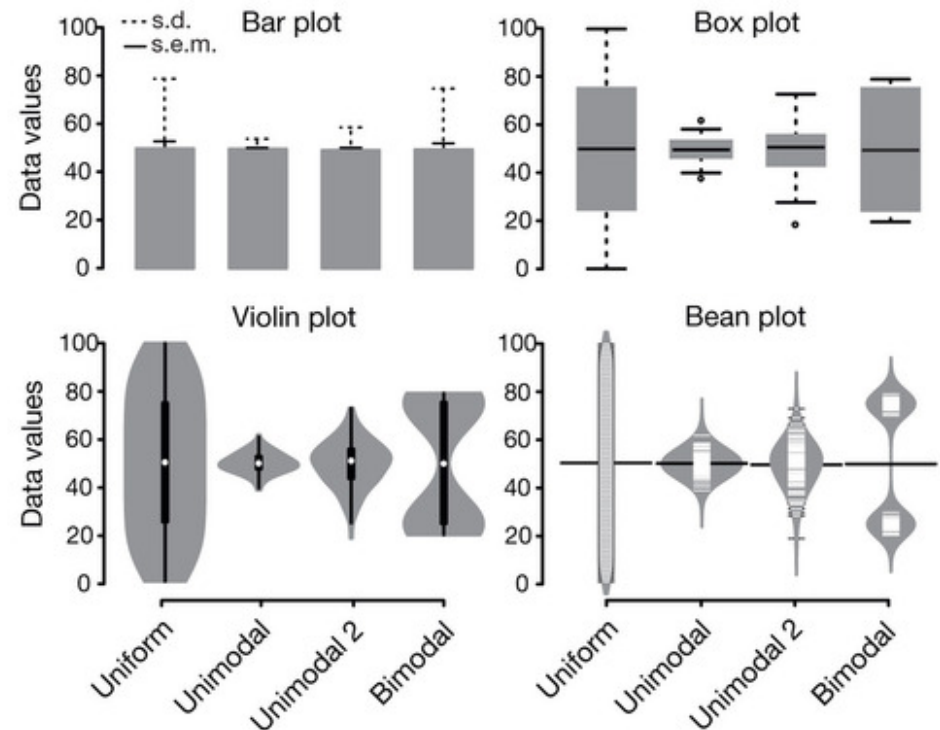 Bar plot
s.d.
s.e.m.
Data values
100
80
60
40
20
0
Box plot
100
80
60
40
20
0
Violin plot
Data values
100
80
60
40
20
0
Bean plot
100
80
60
40
20
0
Uniform
Unimodal
Unimodal 2
Bimodal
Uniform
Unimodal
Unimodal 2
Bimodal